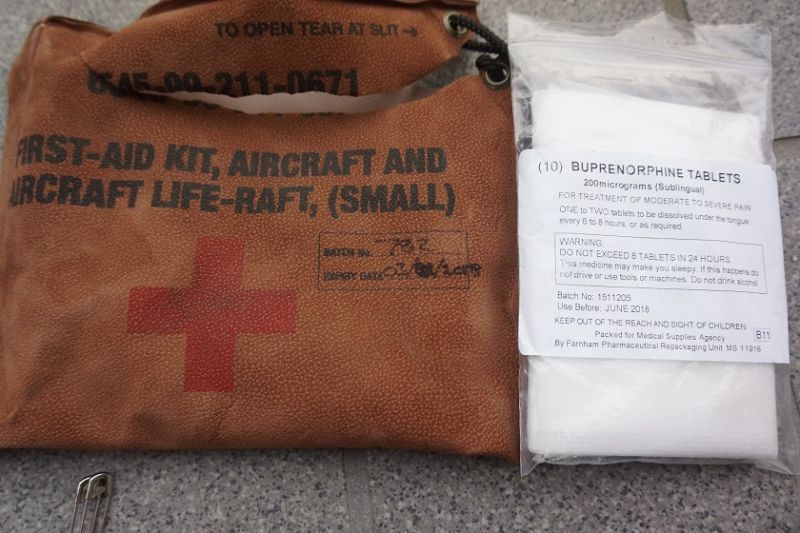 TO OPEN TEAR AT SLIT →
6545-99-211-0671
FIRST-AID KIT, AIRCRAFT AND
AIRCRAFT LIFE-RAFT, (SMALL)
BATCH No. 792
EXPIRY DATE
(10) BUPRENORPHINE TABLETS
200micrograms (Sublingual)
FOR TREATMENT OF MODERATE TO SEVERE PAIN
ONE to TWO tablets to be dissolved under the tongue
every 6 to 8 hours, or as required.
WARNING:
DO NOT EXCEED 8 TABLETS IN 24 HOURS
This medicine may make you sleepy. If this happens do
not drive or use tools or machines. Do not drink alcohol
Batch No: 1511205
Use Before: JUNE 2018
KEEP OUT OF THE REACH AND SIGHT OF CHILDREN
Packed for Medical Supplies Agency
B11
By Farnham Pharmaceutical Repackaging Unit MS 11916